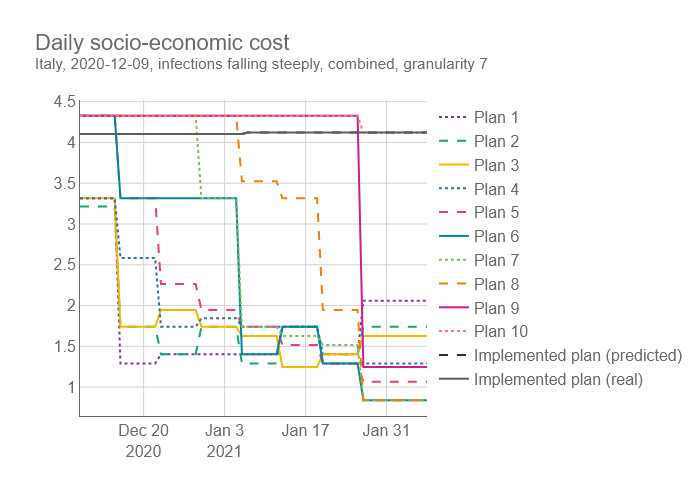 Daily socio-economic cost
Italy, 2020-12-09, infections falling steeply, combined, granularity 7
4.5
4
3.5
3
2.5
2
1.5
1
Dec 20
2020
Jan 3
2021
Jan 17
Jan 31
Plan 1
Plan 2
Plan 3
Plan 4
Plan 5
Plan 6
Plan 7
Plan 8
Plan 9
Plan 10
Implemented plan (predicted)
Implemented plan (real)